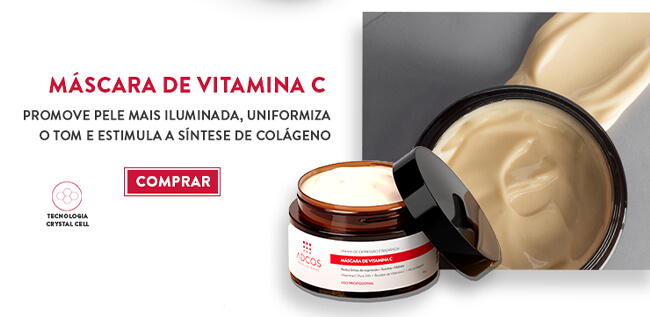 MÁSCARA DE VITAMINA C
PROMOVE PELE MAIS ILUMINADA, UNIFORMIZA
O TOM E ESTIMULA A SÍNTESE DE COLÁGENO
COMPRAR
TECNOLOGIA
CRYSTAL CELL
ADCOS
MÁSCARA DE VITAMINA C
USO PROFISSIONAL